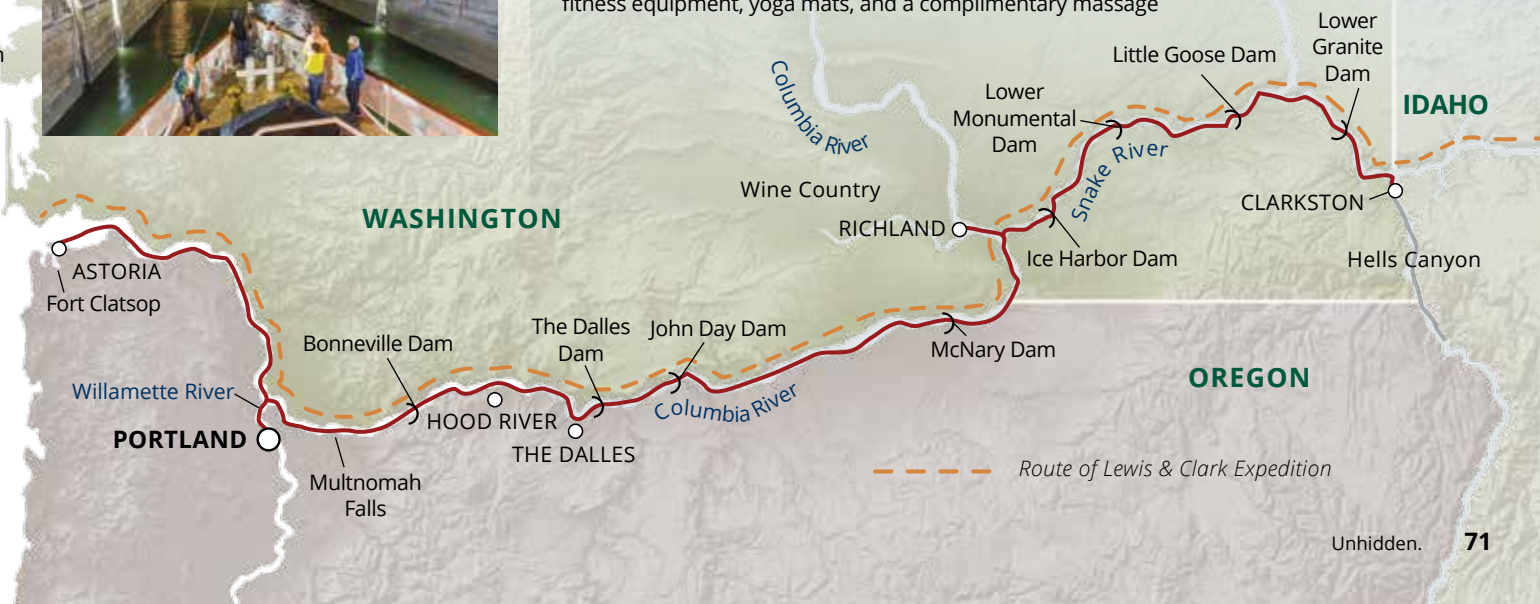 fitness equipment, yoga mats, and a complimentary massage
Lower
Granite
Dam
Little Goose Dam
IDAHO
Columbia River
Lower
Monumental
Dam
Snake River
Wine Country
CLARKSTON
WASHINGTON
RICHLAND
Ice Harbor Dam
Hells Canyon
ASTORIA
Fort Clatsop
The Dalles
Dam
John Day Dam
Bonneville Dam
McNary Dam
OREGON
Willamette River
Columbia River
HOOD RIVER
PORTLAND
THE DALLES
Route of Lewis & Clark Expedition
Multnomah
Falls
Unhidden.
71